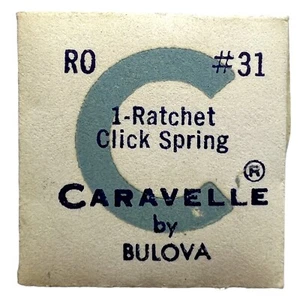 RO #31
1-Ratchet
Click Spring
CARAVELLE®
by
BULOVA